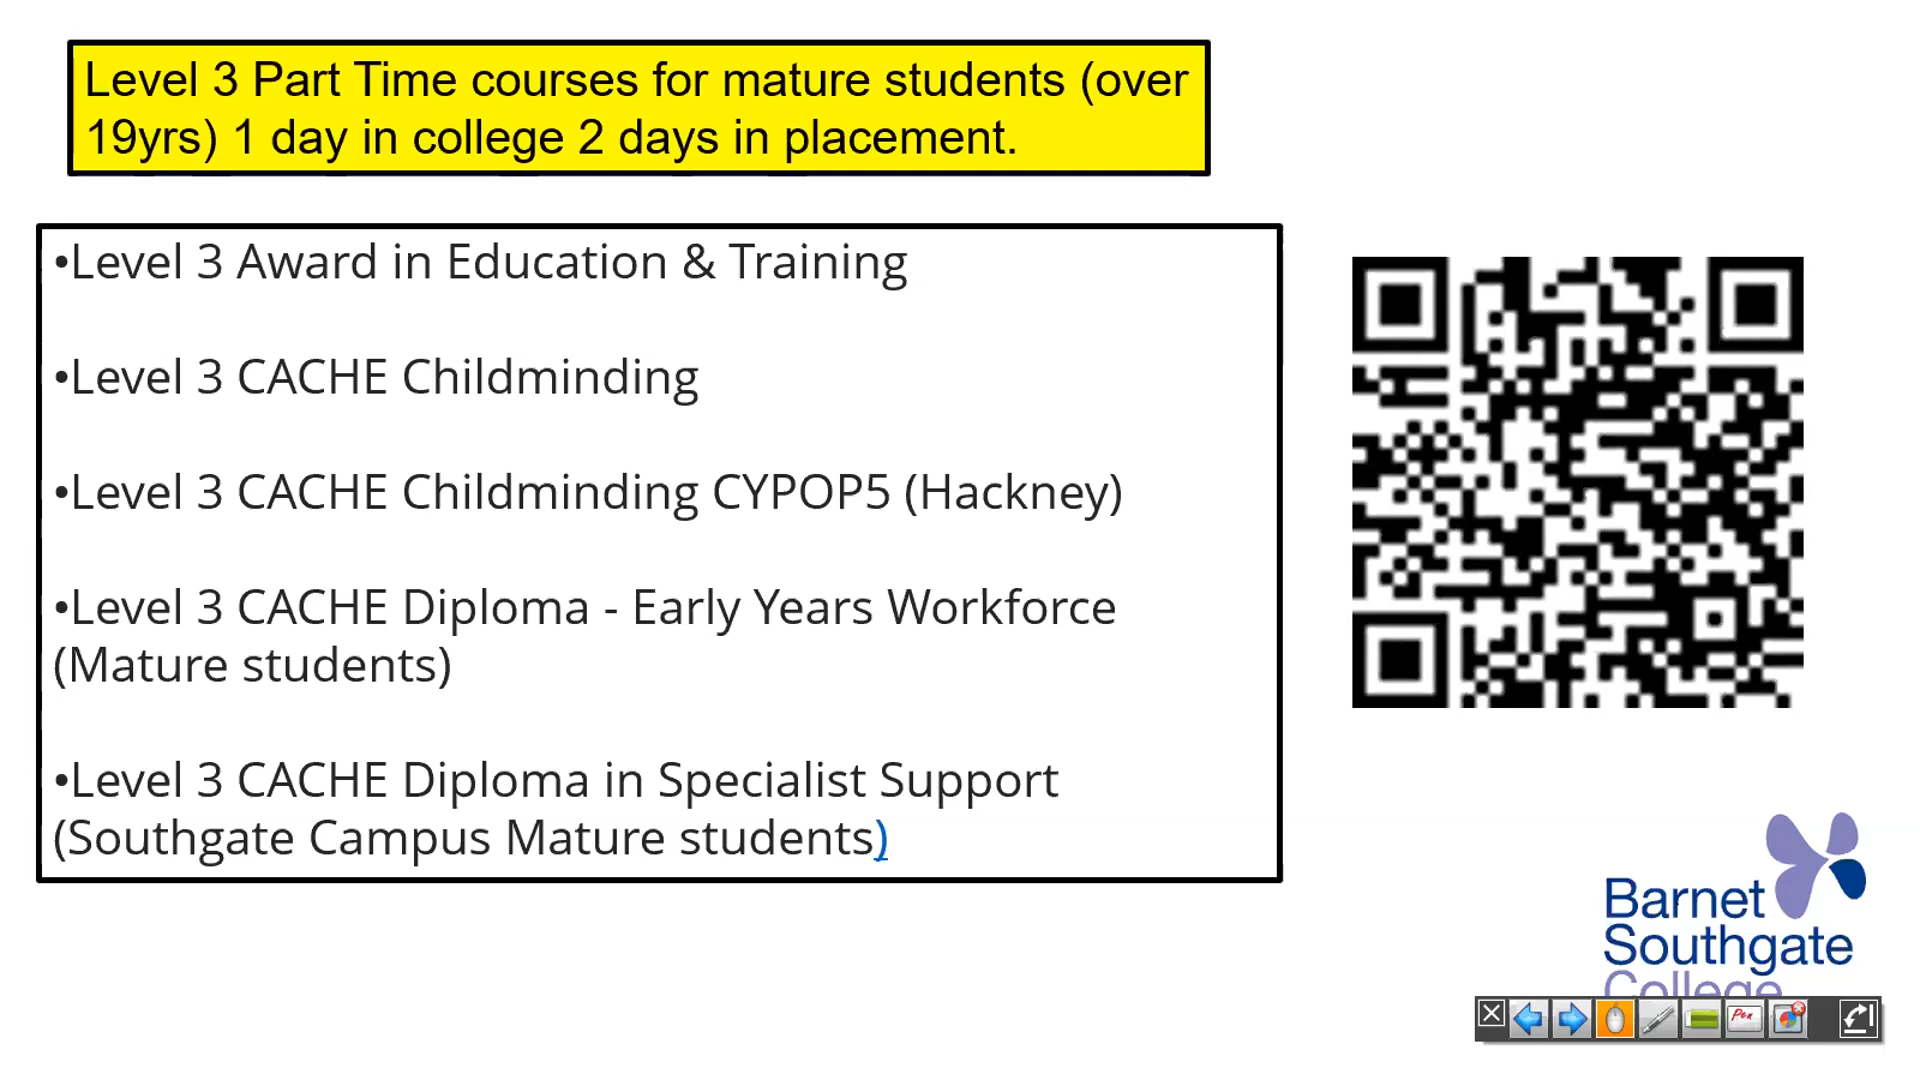 Level 3 Part Time courses for mature students (over
19yrs) 1 day in college 2 days in placement.
•Level 3 Award in Education & Training
•Level 3 CACHE Childminding
•Level 3 CACHE Childminding CYPOP5 (Hackney)
•Level 3 CACHE Diploma - Early Years Workforce
(Mature students)
•Level 3 CACHE Diploma in Specialist Support
(Southgate Campus Mature students)
Barnet
Southgate
College
Pen